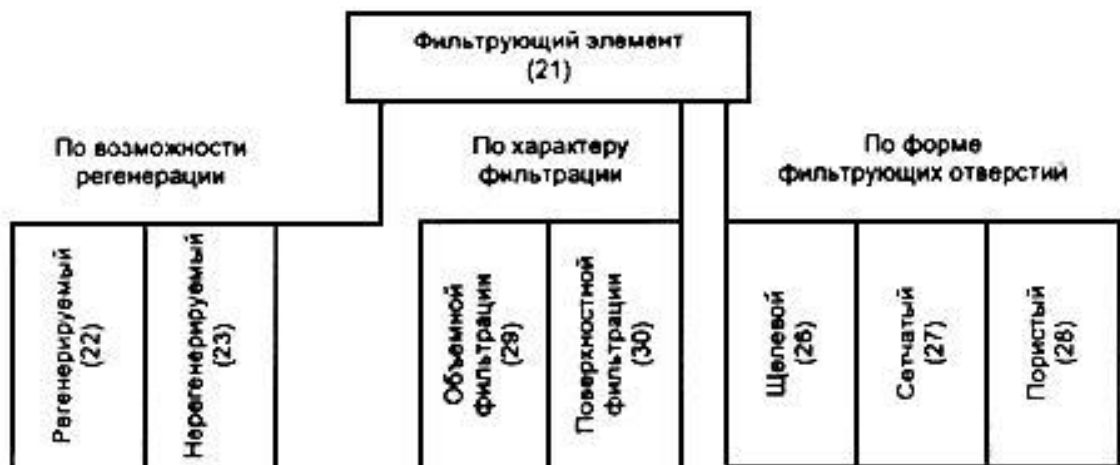 Фильтрующий элемент
(21)
По возможности
регенерации
По характеру
фильтрации
По форме
фильтрующих отверстий
Регенерируемый
(22)
Нерегенерируемый
(23)
Объемной
фильтрации
(29)
Поверхностной
фильтрации
(30)
Щелевой
(26)
Сетчатый
(27)
Пористый
(28)